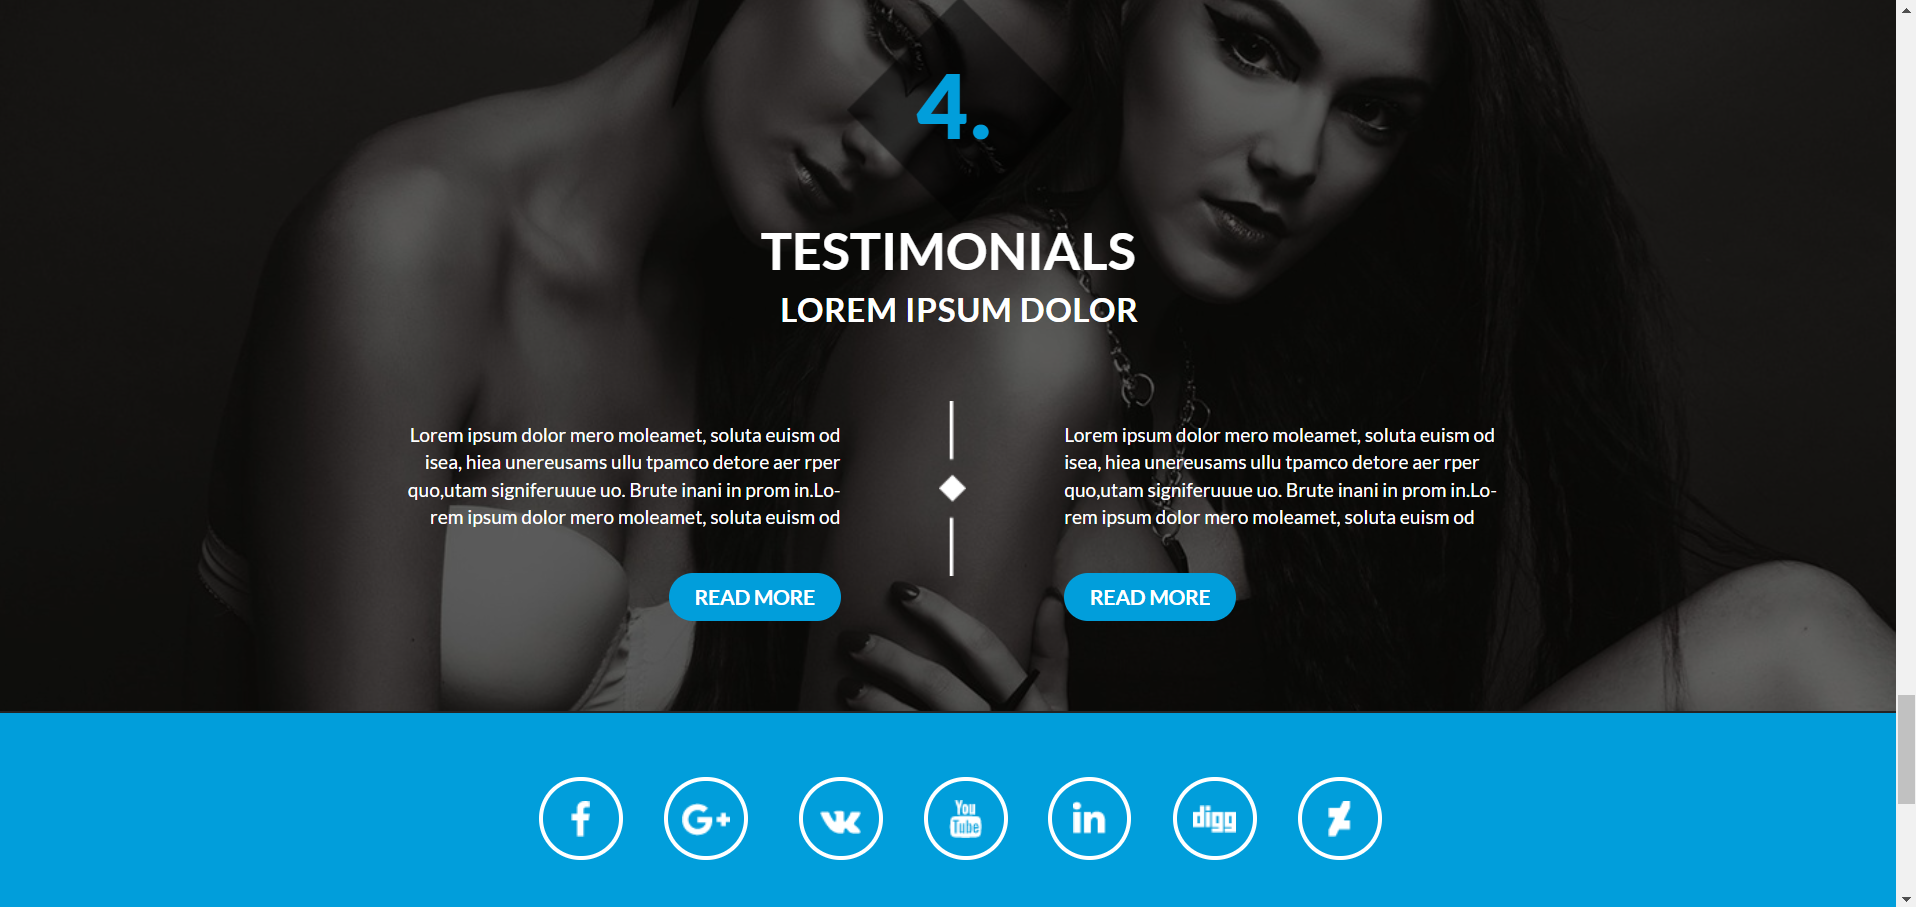 4.
TESTIMONIALS
LOREM IPSUM DOLOR
Lorem ipsum dolor mero moleamet, soluta euism od
isea, hiea unereusams ullu tpamco detore aer rper
quo,utam signiferuuue uo. Brute inani in prom in.Lo-
rem ipsum dolor mero moleamet, soluta euism od
READ MORE
Lorem ipsum dolor mero moleamet, soluta euism od
isea, hiea unereusams ullu tpamco detore aer rper
quo,utam signiferuuue uo. Brute inani in prom in.Lo-
rem ipsum dolor mero moleamet, soluta euism od
READ MORE
f
G+
VK
You
Tube
in
digg